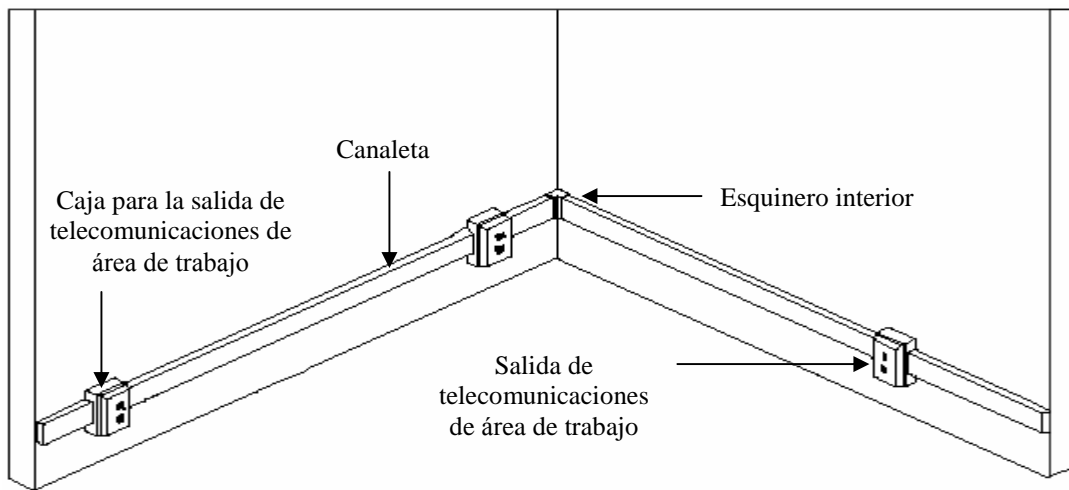 Canaleta
Caja para la salida de
telecomunicaciones de
área de trabajo
Esquinero interior
Salida de
telecomunicaciones
de área de trabajo